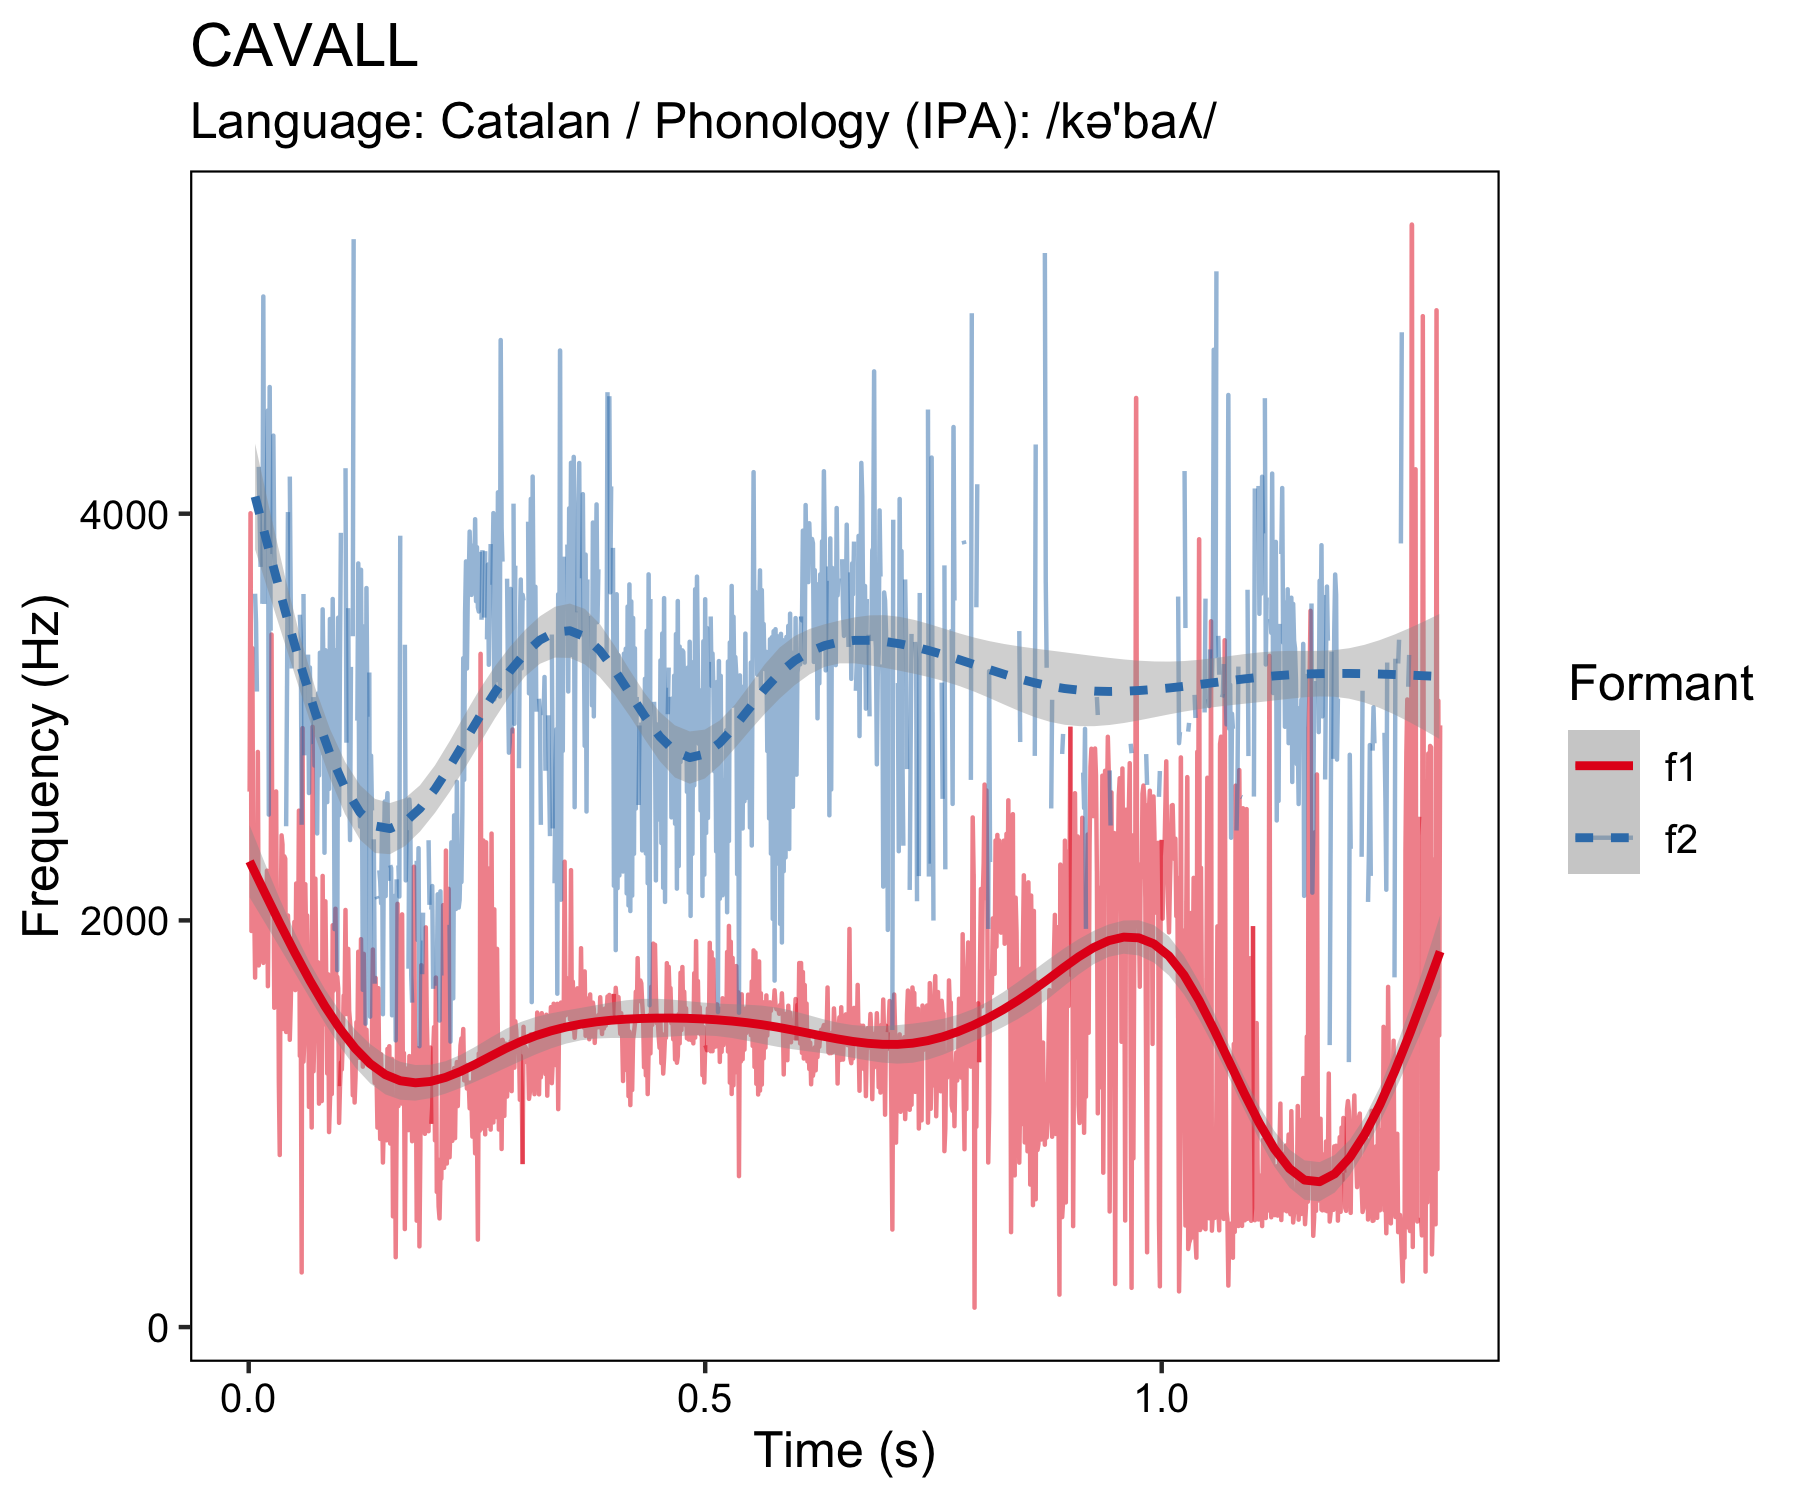 CAVALL
Language: Catalan / Phonology (IPA): /kə'baʎ/
Frequency (Hz)
4000
2000
0
0.0
0.5
1.0
Time (s)
Formant
f1
f2